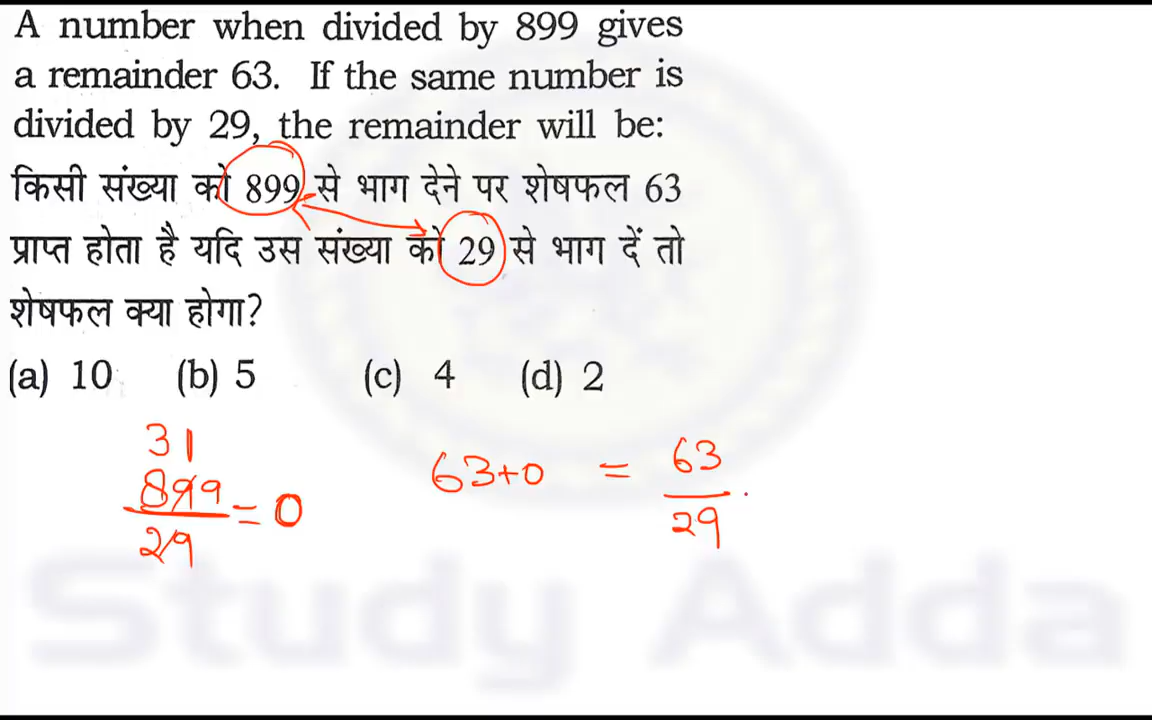 A number when divided by 899 gives
a remainder 63. If the same number is
divided by 29, the remainder will be:
किसी संख्या को 899 से भाग देने पर शेषफल 63
प्राप्त होता है यदि उस संख्या को 29 से भाग दें तो
शेषफल क्या होगा?
(a) 10 (b) 5 (c) 4 (d) 2
31
899
29
= 0
63+0 =
63
29
Study Adda